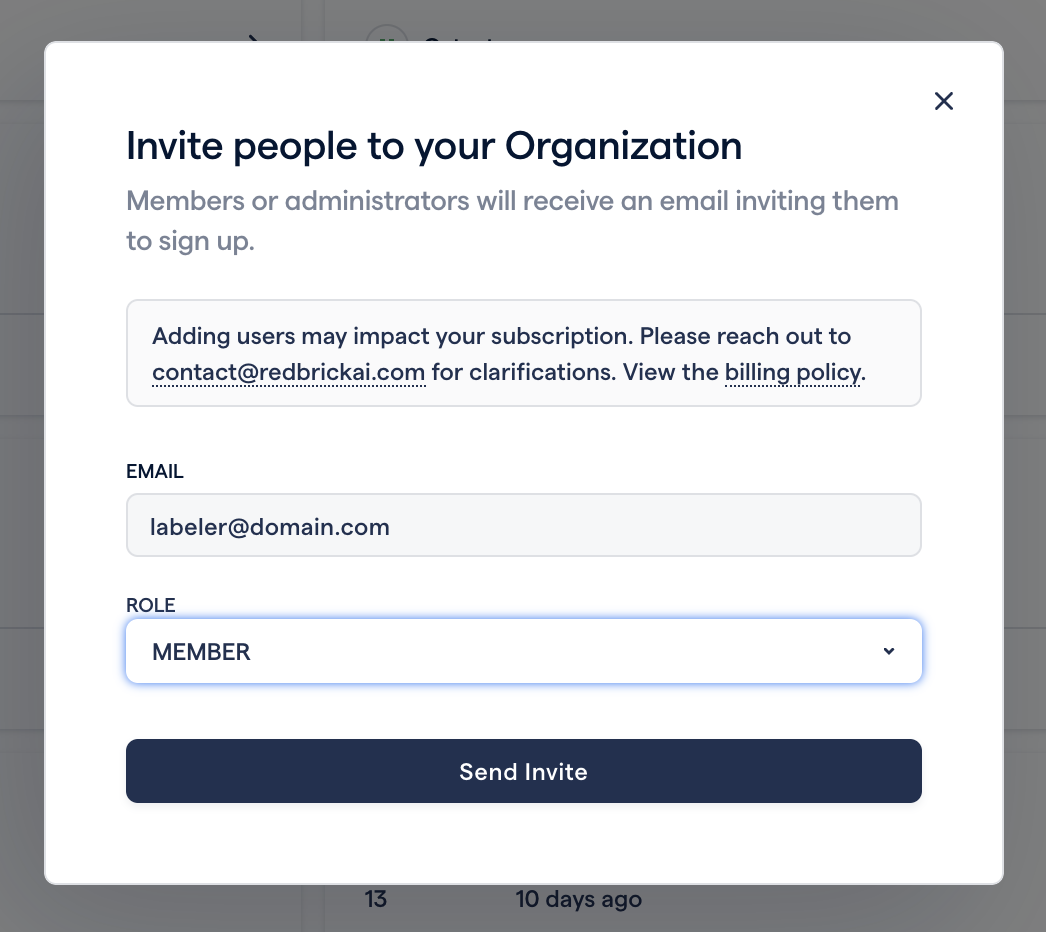 Invite people to your Organization
Members or administrators will receive an email inviting them
to sign up.
Adding users may impact your subscription. Please reach out to
contact@redbrickai.com for clarifications. View the billing policy.
EMAIL
labeler@domain.com
ROLE
MEMBER
Send Invite
13 10 days ago